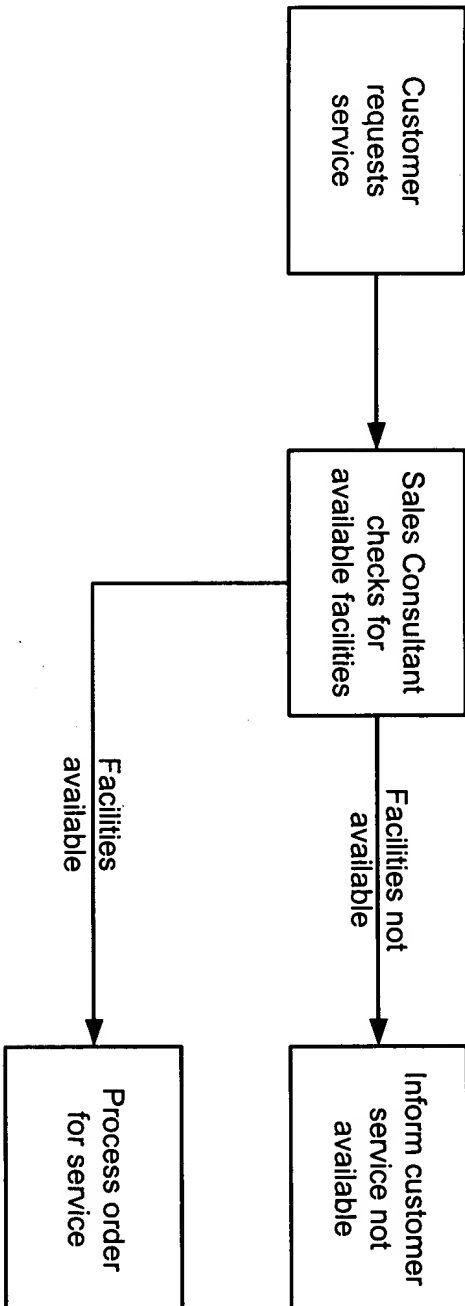 Customer
requests
service
Sales Consultant
checks for
available facilities
Facilities not
available
Inform customer
service not
available
Facilities
available
Process order
for service